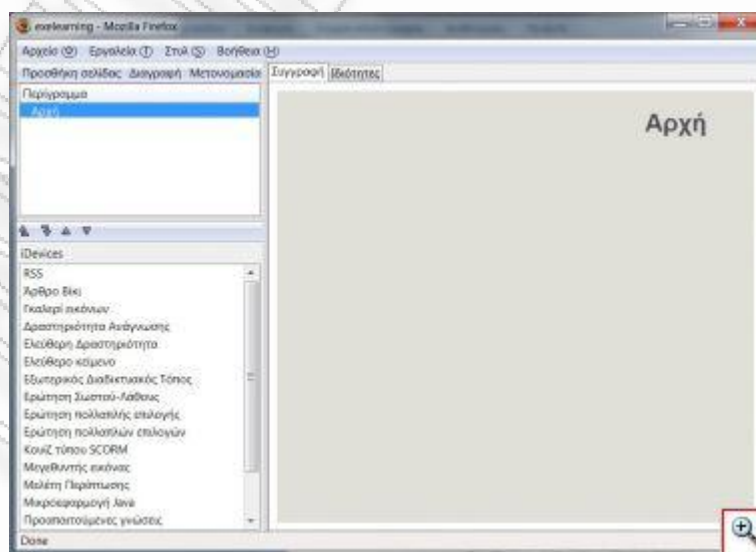 exelearning - Mozilla Firefox
Αρχείο (Φ) Εργαλεία (Τ) Στυλ (S) Βοήθεια (H)
Προσθήκη σελίδας Διαγραφή Μετονομασία
Συγγραφή Ιδιότητες
Περίγραμμα
Αρχή
Αρχή
iDevices
RSS
Άρθρο Βίκι
Γκαλερί εικόνων
Δραστηριότητα Ανάγνωσης
Ελεύθερη Δραστηριότητα
Ελεύθερο κείμενο
Εξωτερικός Διαδικτυακός Τόπος
Ερώτηση Σωστού-Λάθους
Ερώτηση πολλαπλής επιλογής
Ερώτηση πολλαπλών επιλογών
Κουίζ τύπου SCORM
Μεγεθυντής εικόνας
Μελέτη Περίπτωσης
Μικροεφαρμογή Java
Προαπαιτούμενες γνώσεις
Done